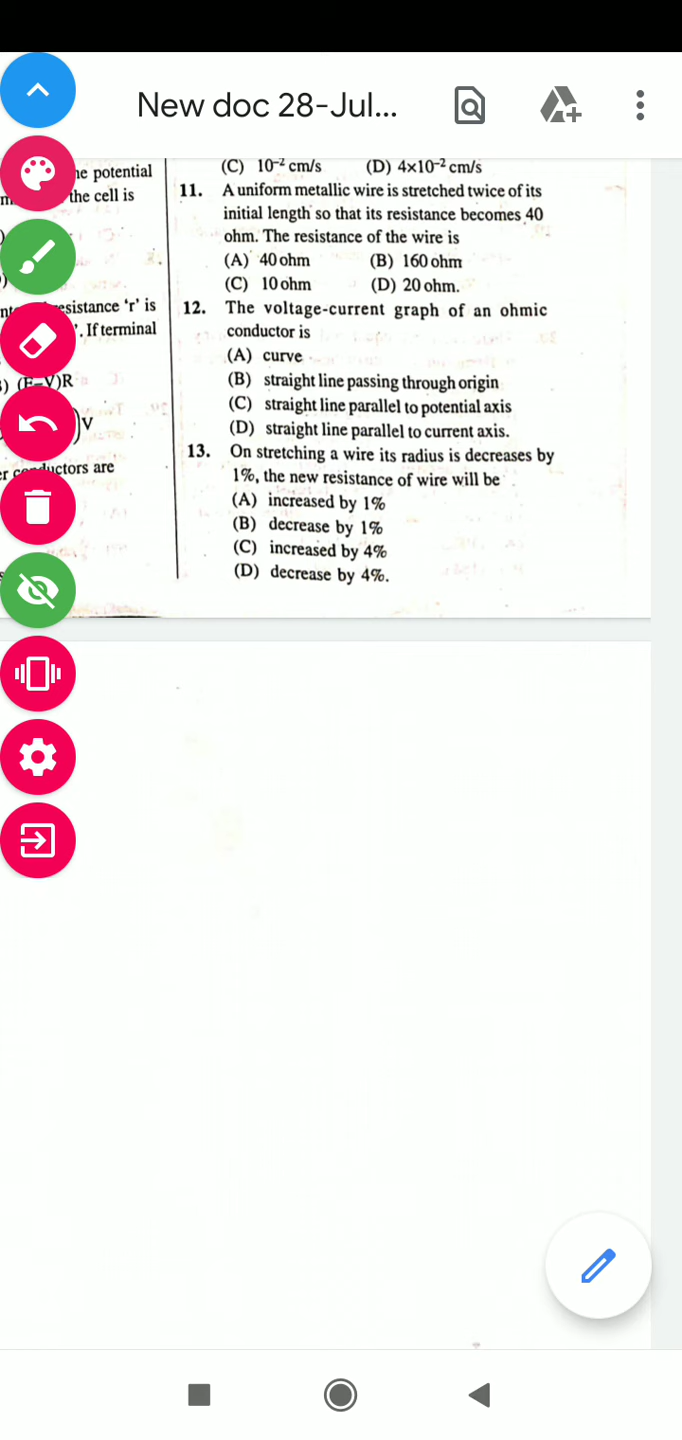 New doc 28-Jul...
he potential
the cell is
esistance ‘r’ is
’. If terminal
(E–V)R
V
ductors are
(C) 10⁻² cm/s (D) 4×10⁻² cm/s
11. A uniform metallic wire is stretched twice of its
initial length so that its resistance becomes 40
ohm. The resistance of the wire is
(A) 40 ohm (B) 160 ohm
(C) 10 ohm (D) 20 ohm.
12. The voltage-current graph of an ohmic
conductor is
(A) curve
(B) straight line passing through origin
(C) straight line parallel to potential axis
(D) straight line parallel to current axis.
13. On stretching a wire its radius is decreases by
1%, the new resistance of wire will be
(A) increased by 1%
(B) decrease by 1%
(C) increased by 4%
(D) decrease by 4%.